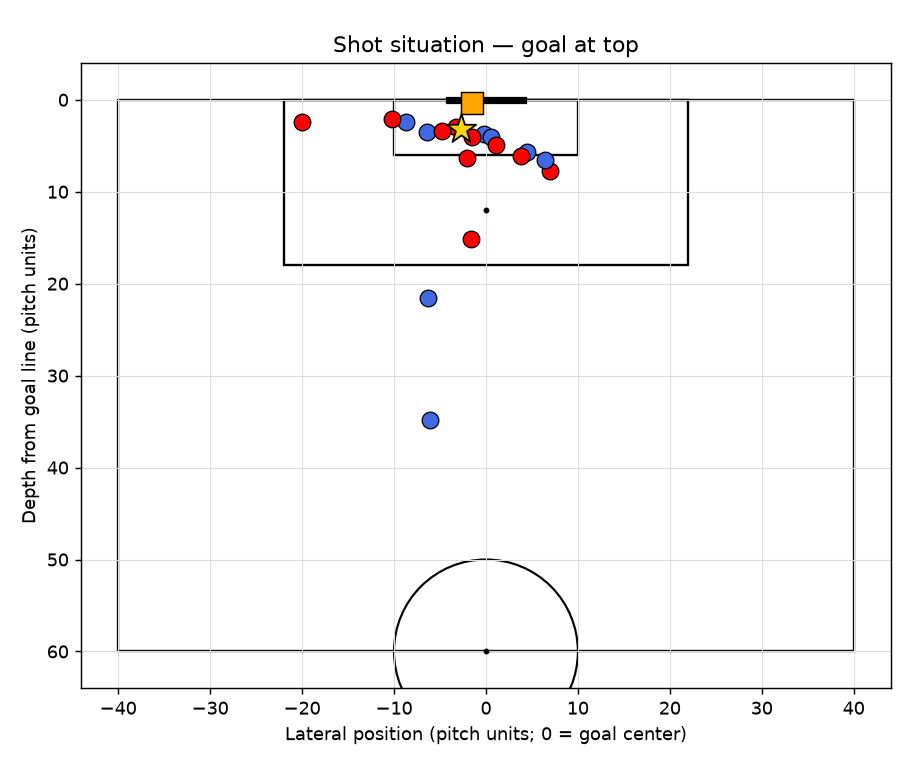 Shot situation — goal at top
Depth from goal line (pitch units)
0
10
20
30
40
50
60
−40 −30 −20 −10 0 10 20 30 40
Lateral position (pitch units; 0 = goal center)